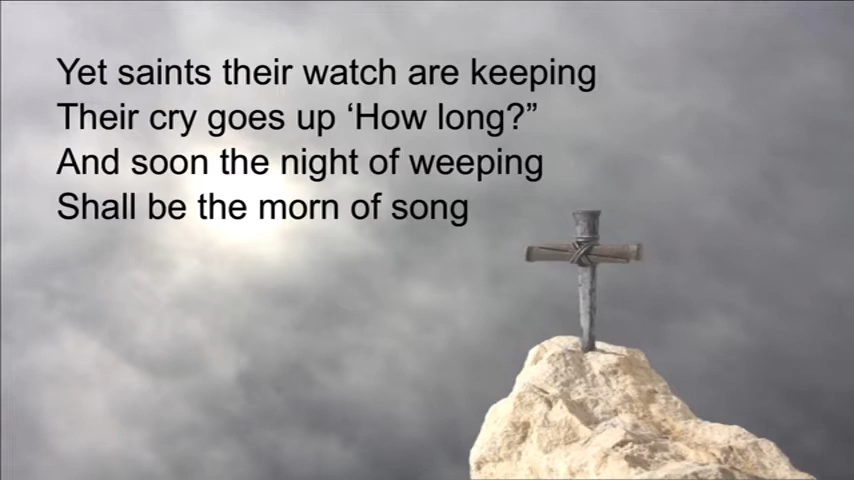 Yet saints their watch are keeping
Their cry goes up ‘How long?”
And soon the night of weeping
Shall be the morn of song